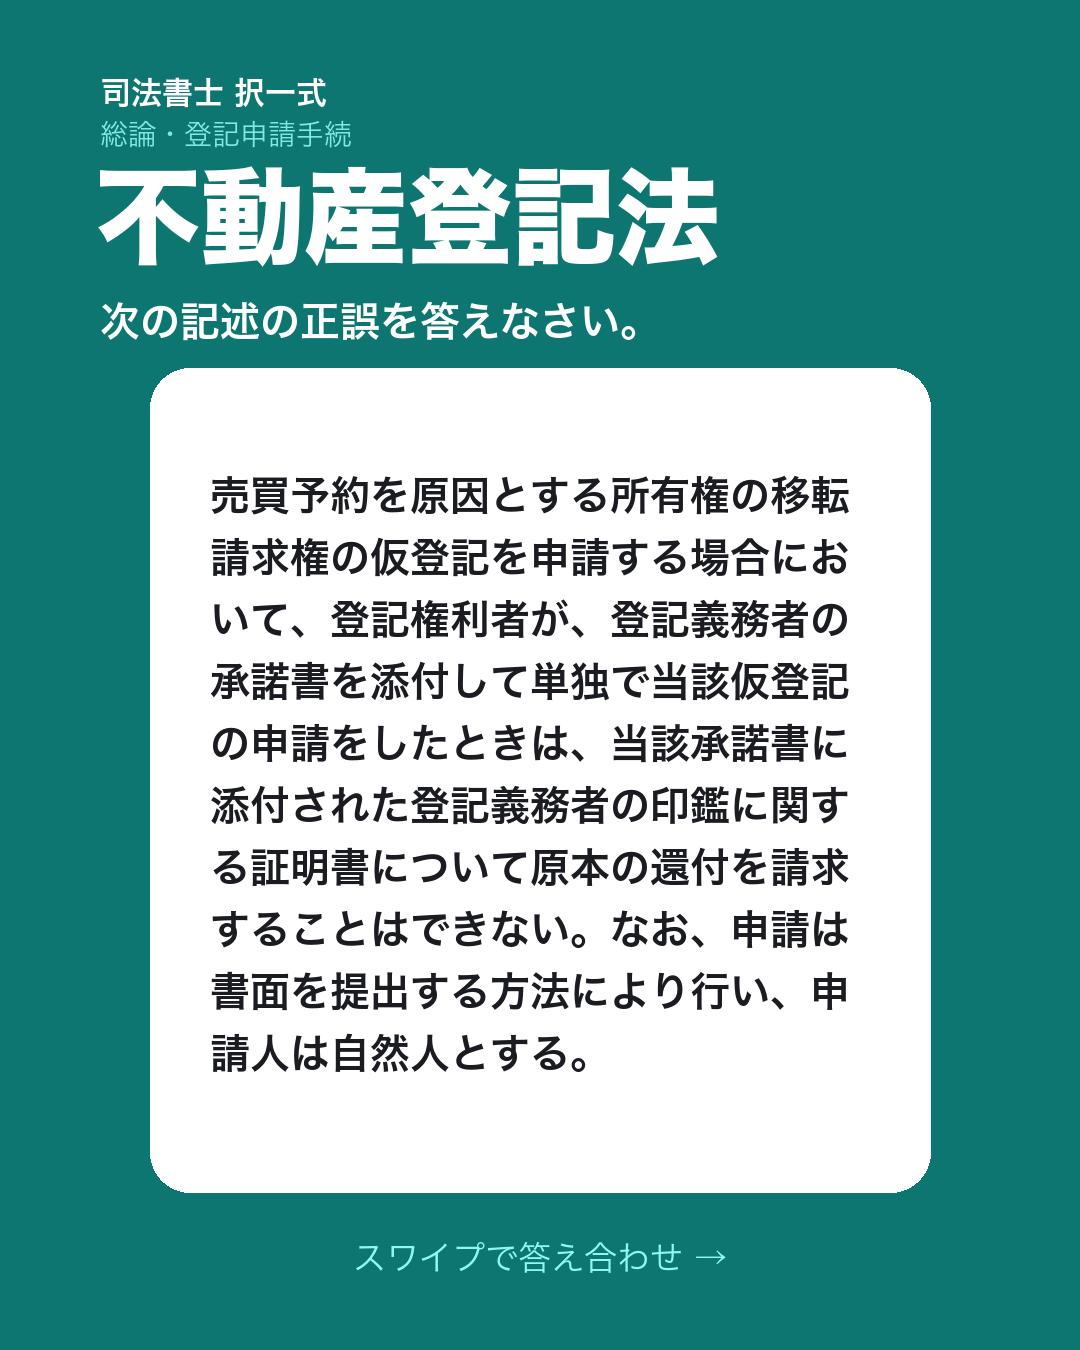 司法書士 択一式
総論・登記申請手続
不動産登記法
次の記述の正誤を答えなさい。
売買予約を原因とする所有権の移転
請求権の仮登記を申請する場合にお
いて、登記権利者が、登記義務者の
承諾書を添付して単独で当該仮登記
の申請をしたときは、当該承諾書に
添付された登記義務者の印鑑に関す
る証明書について原本の還付を請求
することはできない。なお、申請は
書面を提出する方法により行い、申
請人は自然人とする。
スワイプで答え合わせ →